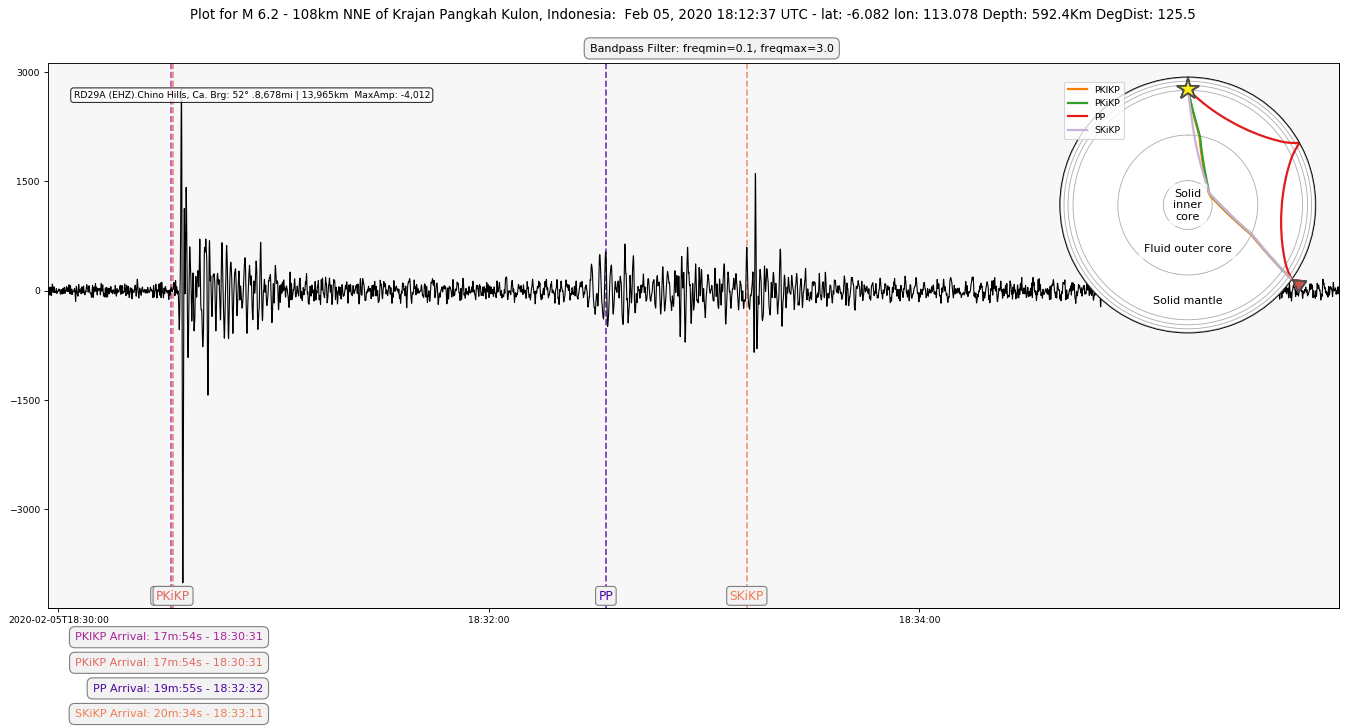 Plot for M 6.2 - 108km NNE of Krajan Pangkah Kulon, Indonesia:  Feb 05, 2020 18:12:37 UTC - lat: -6.082 lon: 113.078 Depth: 592.4Km DegDist: 125.5
Bandpass Filter: freqmin=0.1, freqmax=3.0
RD29A (EHZ).Chino Hills, Ca. Brg: 52° .8,678mi | 13,965km  MaxAmp: -4,012
3000
1500
0
−1500
−3000
PKIKP
PKiKP
PP
SKiKP
Solid
inner
core
Fluid outer core
Solid mantle
PKiKP
PP
SKiKP
2020-02-05T18:30:00
18:32:00
18:34:00
PKIKP Arrival: 17m:54s - 18:30:31
PKiKP Arrival: 17m:54s - 18:30:31
PP Arrival: 19m:55s - 18:32:32
SKiKP Arrival: 20m:34s - 18:33:11